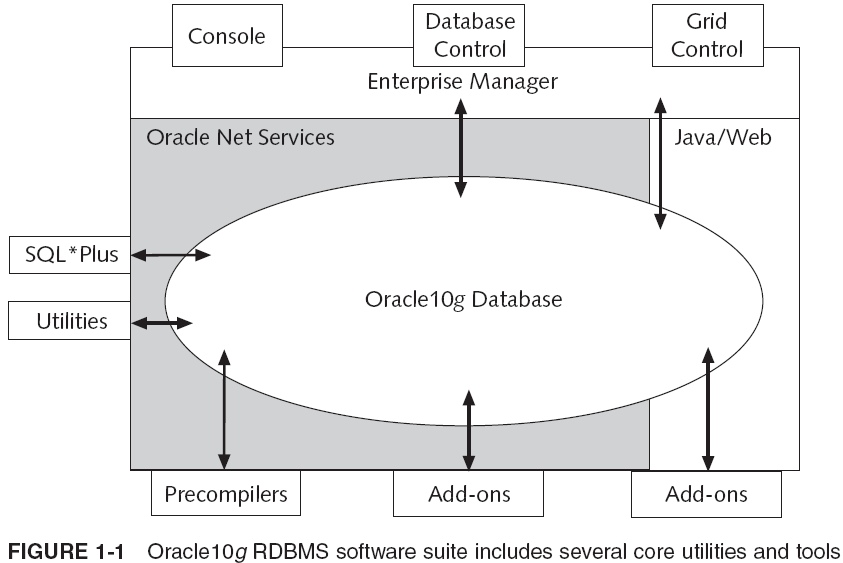 Console
Database
Control
Grid
Control
Enterprise Manager
Oracle Net Services
Java/Web
SQL*Plus
Utilities
Oracle10g Database
Precompilers
Add-ons
Add-ons
FIGURE 1-1 Oracle10g RDBMS software suite includes several core utilities and tools